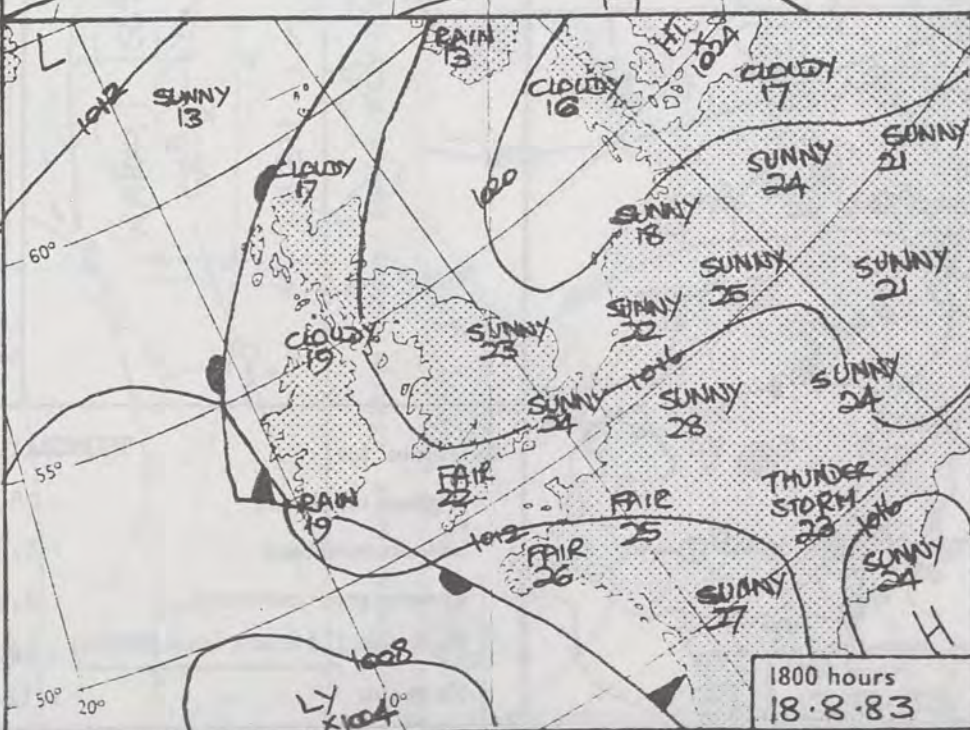 L
1012
SUNNY
13
RAIN
13
CLOUDY
16
1024
CLOUDY
17
SUNNY
21
SUNNY
24
CLOUDY
17
1020
SUNNY
18
60°
SUNNY
25
SUNNY
21
SUNNY
22
CLOUDY
19
SUNNY
23
1016
SUNNY
24
SUNNY
24
SUNNY
28
55°
FAIR
22
FAIR
25
THUNDER
STORM
23
1016
RAIN
19
1012
FAIR
26
SUNNY
24
SUNNY
27
H
1008
50°
20°
LY
X1004
10°
1800 hours
18·8·83